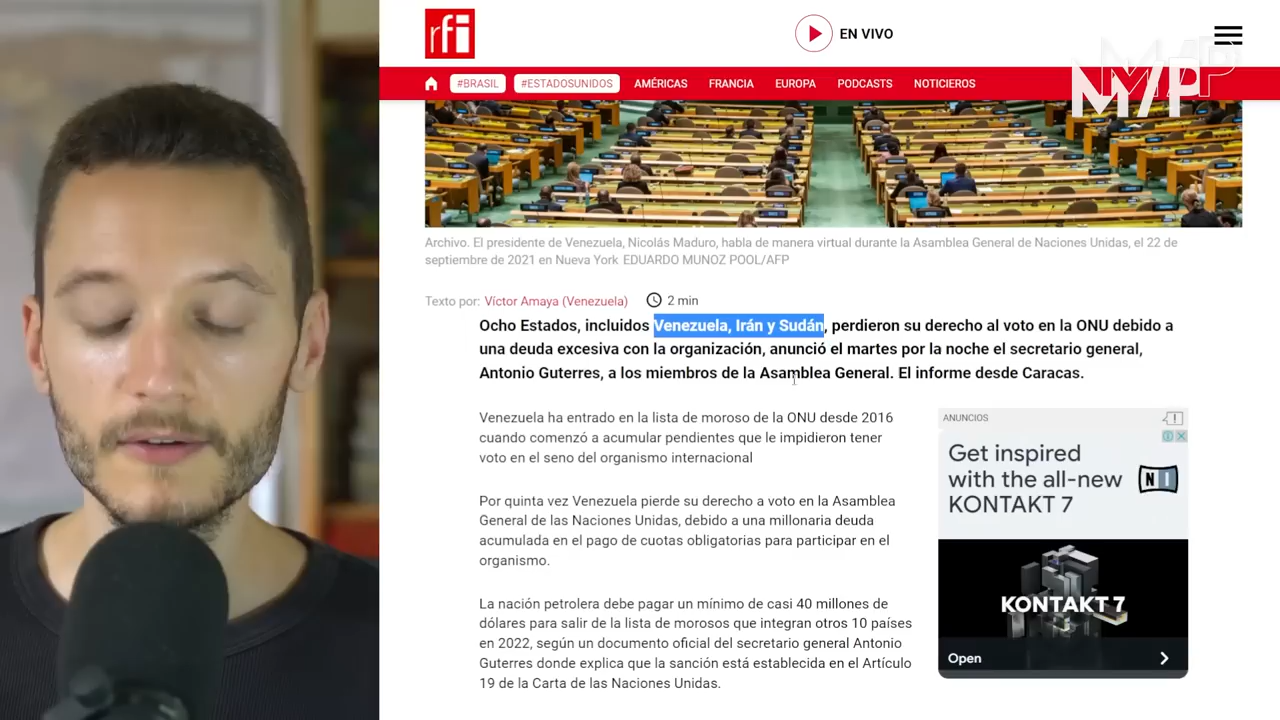 rfi
EN VIVO
M/P
#BRASIL
#ESTADOSUNIDOS
AMÉRICAS
FRANCIA
EUROPA
PODCASTS
NOTICIEROS
Archivo. El presidente de Venezuela, Nicolás Maduro, habla de manera virtual durante la Asamblea General de Naciones Unidas, el 22 de
septiembre de 2021 en Nueva York EDUARDO MUNOZ POOL/AFP
Texto por: Víctor Amaya (Venezuela) 2 min
Ocho Estados, incluidos Venezuela, Irán y Sudán, perdieron su derecho al voto en la ONU debido a
una deuda excesiva con la organización, anunció el martes por la noche el secretario general,
Antonio Guterres, a los miembros de la Asamblea General. El informe desde Caracas.
Venezuela ha entrado en la lista de moroso de la ONU desde 2016
cuando comenzó a acumular pendientes que le impidieron tener
voto en el seno del organismo internacional
Por quinta vez Venezuela pierde su derecho a voto en la Asamblea
General de las Naciones Unidas, debido a una millonaria deuda
acumulada en el pago de cuotas obligatorias para participar en el
organismo.
La nación petrolera debe pagar un mínimo de casi 40 millones de
dólares para salir de la lista de morosos que integran otros 10 países
en 2022, según un documento oficial del secretario general Antonio
Guterres donde explica que la sanción está establecida en el Artículo
19 de la Carta de las Naciones Unidas.
ANUNCIOS
Get inspired
with the all-new
KONTAKT 7
NI
KONTAKT 7
Open